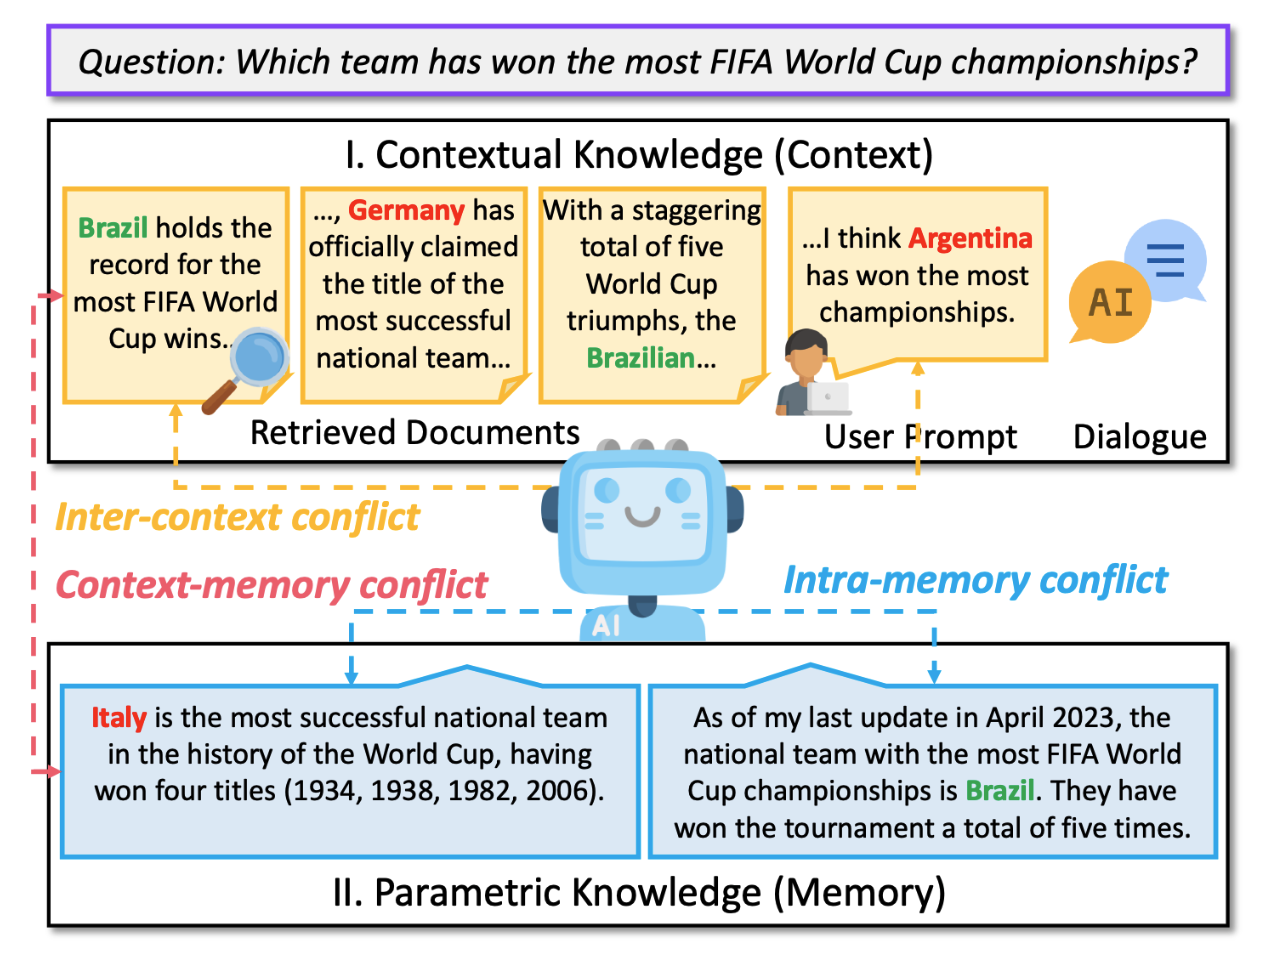 Question: Which team has won the most FIFA World Cup championships?
I. Contextual Knowledge (Context)
Brazil holds the
record for the
most FIFA World
Cup wins..
..., Germany has
officially claimed
the title of the
most successful
national team...
With a staggering
total of five
World Cup
triumphs, the
Brazilian...
...I think Argentina
has won the most
championships.
AI
Retrieved Documents
User Prompt
Dialogue
Inter-context conflict
Context-memory conflict
Intra-memory conflict
AI
Italy is the most successful national team
in the history of the World Cup, having
won four titles (1934, 1938, 1982, 2006).
As of my last update in April 2023, the
national team with the most FIFA World
Cup championships is Brazil. They have
won the tournament a total of five times.
II. Parametric Knowledge (Memory)